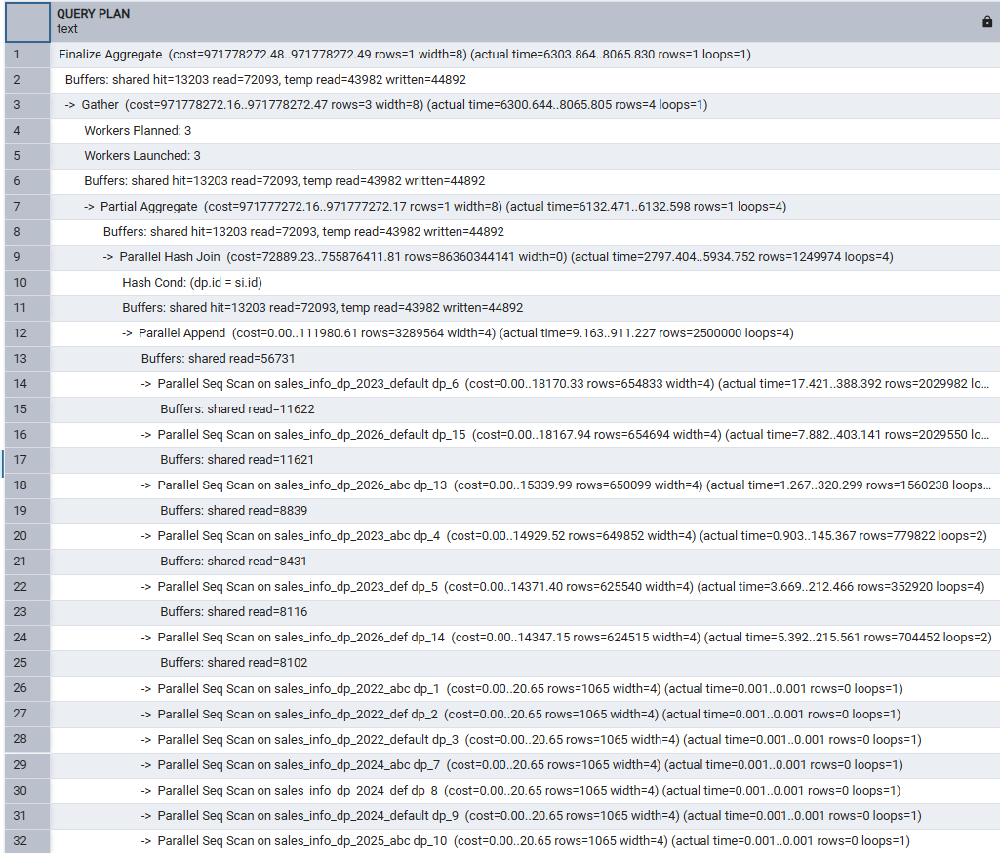 QUERY PLAN
text
1 Finalize Aggregate (cost=971778272.48..971778272.49 rows=1 width=8) (actual time=6303.864..8065.830 rows=1 loops=1)
2 Buffers: shared hit=13203 read=72093, temp read=43982 written=44892
3 -> Gather (cost=971778272.16..971778272.47 rows=3 width=8) (actual time=6300.644..8065.805 rows=4 loops=1)
4 Workers Planned: 3
5 Workers Launched: 3
6 Buffers: shared hit=13203 read=72093, temp read=43982 written=44892
7 -> Partial Aggregate (cost=971777272.16..971777272.17 rows=1 width=8) (actual time=6132.471..6132.598 rows=1 loops=4)
8 Buffers: shared hit=13203 read=72093, temp read=43982 written=44892
9 -> Parallel Hash Join (cost=72889.23..755876411.81 rows=86360344141 width=0) (actual time=2797.404..5934.752 rows=1249974 loops=4)
10 Hash Cond: (dp.id = si.id)
11 Buffers: shared hit=13203 read=72093, temp read=43982 written=44892
12 -> Parallel Append (cost=0.00..111980.61 rows=3289564 width=4) (actual time=9.163..911.227 rows=2500000 loops=4)
13 Buffers: shared read=56731
14 -> Parallel Seq Scan on sales_info_dp_2023_default dp_6 (cost=0.00..18170.33 rows=654833 width=4) (actual time=17.421..388.392 rows=2029982 lo...
15 Buffers: shared read=11622
16 -> Parallel Seq Scan on sales_info_dp_2026_default dp_15 (cost=0.00..18167.94 rows=654694 width=4) (actual time=7.882..403.141 rows=2029550 lo...
17 Buffers: shared read=11621
18 -> Parallel Seq Scan on sales_info_dp_2026_abc dp_13 (cost=0.00..15339.99 rows=650099 width=4) (actual time=1.267..320.299 rows=1560238 loops...
19 Buffers: shared read=8839
20 -> Parallel Seq Scan on sales_info_dp_2023_abc dp_4 (cost=0.00..14929.52 rows=649852 width=4) (actual time=0.903..145.367 rows=779822 loops=2)
21 Buffers: shared read=8431
22 -> Parallel Seq Scan on sales_info_dp_2023_def dp_5 (cost=0.00..14371.40 rows=625540 width=4) (actual time=3.669..212.466 rows=352920 loops=4)
23 Buffers: shared read=8116
24 -> Parallel Seq Scan on sales_info_dp_2026_def dp_14 (cost=0.00..14347.15 rows=624515 width=4) (actual time=5.392..215.561 rows=704452 loops=2)
25 Buffers: shared read=8102
26 -> Parallel Seq Scan on sales_info_dp_2022_abc dp_1 (cost=0.00..20.65 rows=1065 width=4) (actual time=0.001..0.001 rows=0 loops=1)
27 -> Parallel Seq Scan on sales_info_dp_2022_def dp_2 (cost=0.00..20.65 rows=1065 width=4) (actual time=0.001..0.001 rows=0 loops=1)
28 -> Parallel Seq Scan on sales_info_dp_2022_default dp_3 (cost=0.00..20.65 rows=1065 width=4) (actual time=0.001..0.001 rows=0 loops=1)
29 -> Parallel Seq Scan on sales_info_dp_2024_abc dp_7 (cost=0.00..20.65 rows=1065 width=4) (actual time=0.001..0.001 rows=0 loops=1)
30 -> Parallel Seq Scan on sales_info_dp_2024_def dp_8 (cost=0.00..20.65 rows=1065 width=4) (actual time=0.001..0.001 rows=0 loops=1)
31 -> Parallel Seq Scan on sales_info_dp_2024_default dp_9 (cost=0.00..20.65 rows=1065 width=4) (actual time=0.001..0.001 rows=0 loops=1)
32 -> Parallel Seq Scan on sales_info_dp_2025_abc dp_10 (cost=0.00..20.65 rows=1065 width=4) (actual time=0.001..0.001 rows=0 loops=1)